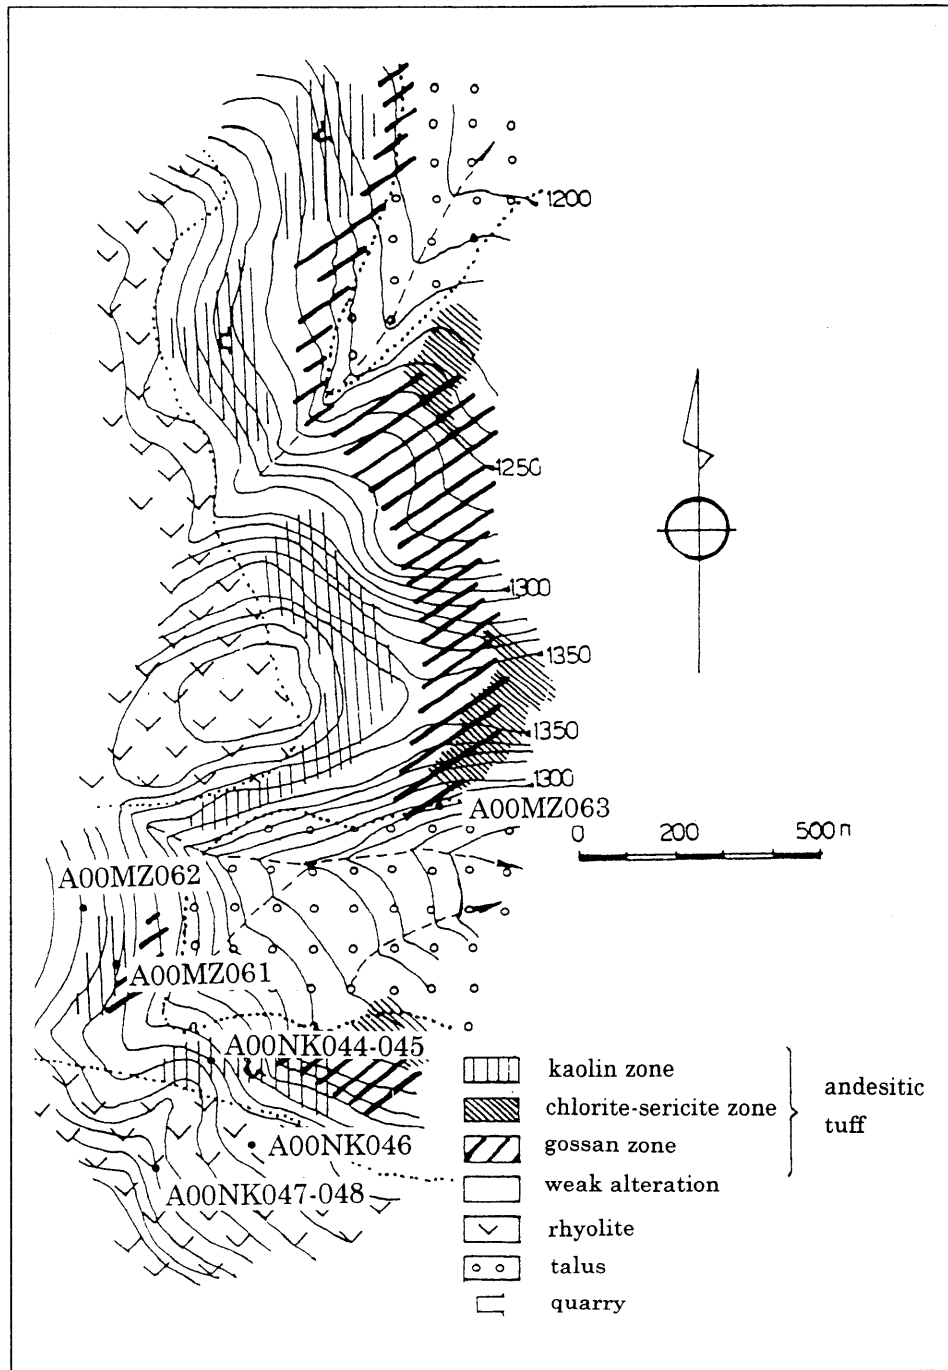 1200
1250
1300
1350
1350
1300
A00MZ063
0 200 500 m
A00MZ062
A00MZ061
A00NK044-045
A00NK046
A00NK047-048
kaolin zone
chlorite-sericite zone
gossan zone
weak alteration
andesitic
tuff
rhyolite
talus
quarry